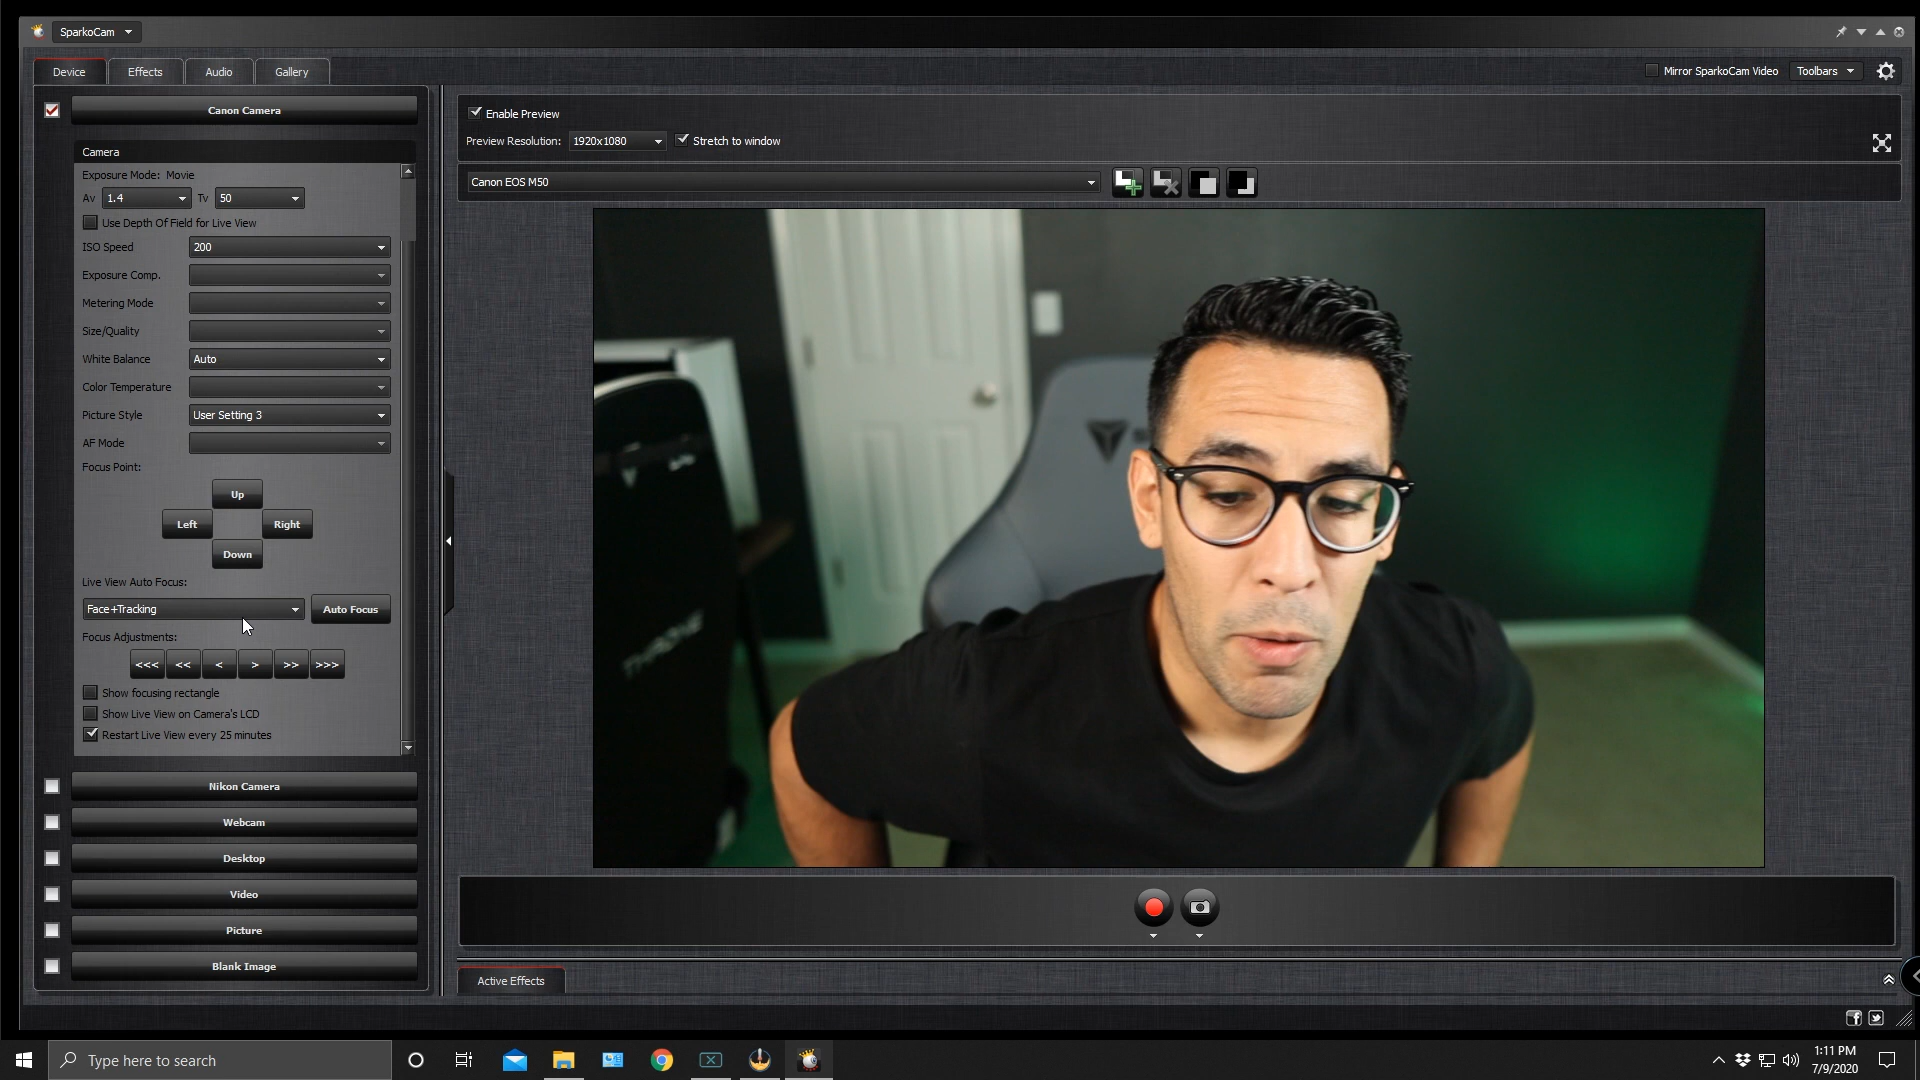 SparkoCam
Device Effects Audio Gallery
Mirror SparkoCam Video Toolbars
Canon Camera
Camera
Exposure Mode: Movie
Av 1.4 Tv 50
Use Depth Of Field for Live View
ISO Speed 200
Exposure Comp.
Metering Mode
Size/Quality
White Balance Auto
Color Temperature
Picture Style User Setting 3
AF Mode
Focus Point:
Up
Left Right
Down
Live View Auto Focus:
Face+Tracking Auto Focus
Focus Adjustments:
<<< << < > >> >>>
Show focusing rectangle
Show Live View on Camera's LCD
Restart Live View every 25 minutes
Nikon Camera
Webcam
Desktop
Video
Picture
Blank Image
Enable Preview
Preview Resolution: 1920x1080 Stretch to window
Canon EOS M50
THRONE
Active Effects
Type here to search
1:11 PM
7/9/2020